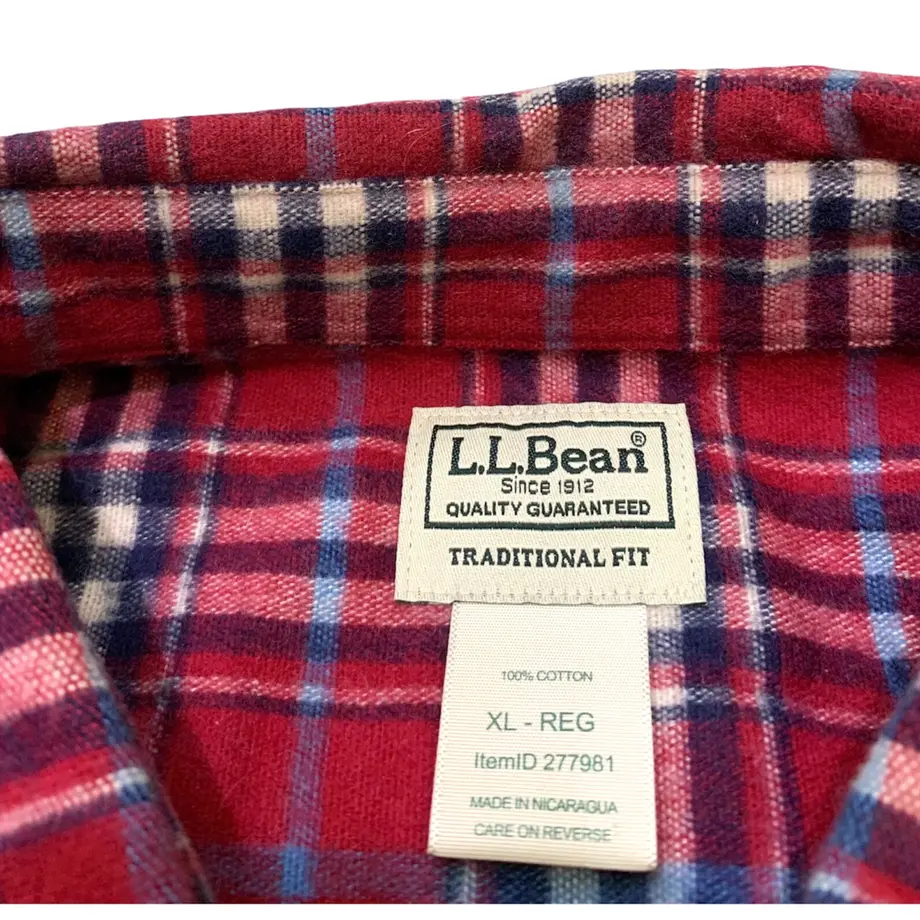 L.L.Bean®
Since 1912
QUALITY GUARANTEED
TRADITIONAL FIT
100% COTTON
XL - REG
ItemID 277981
MADE IN NICARAGUA
CARE ON REVERSE